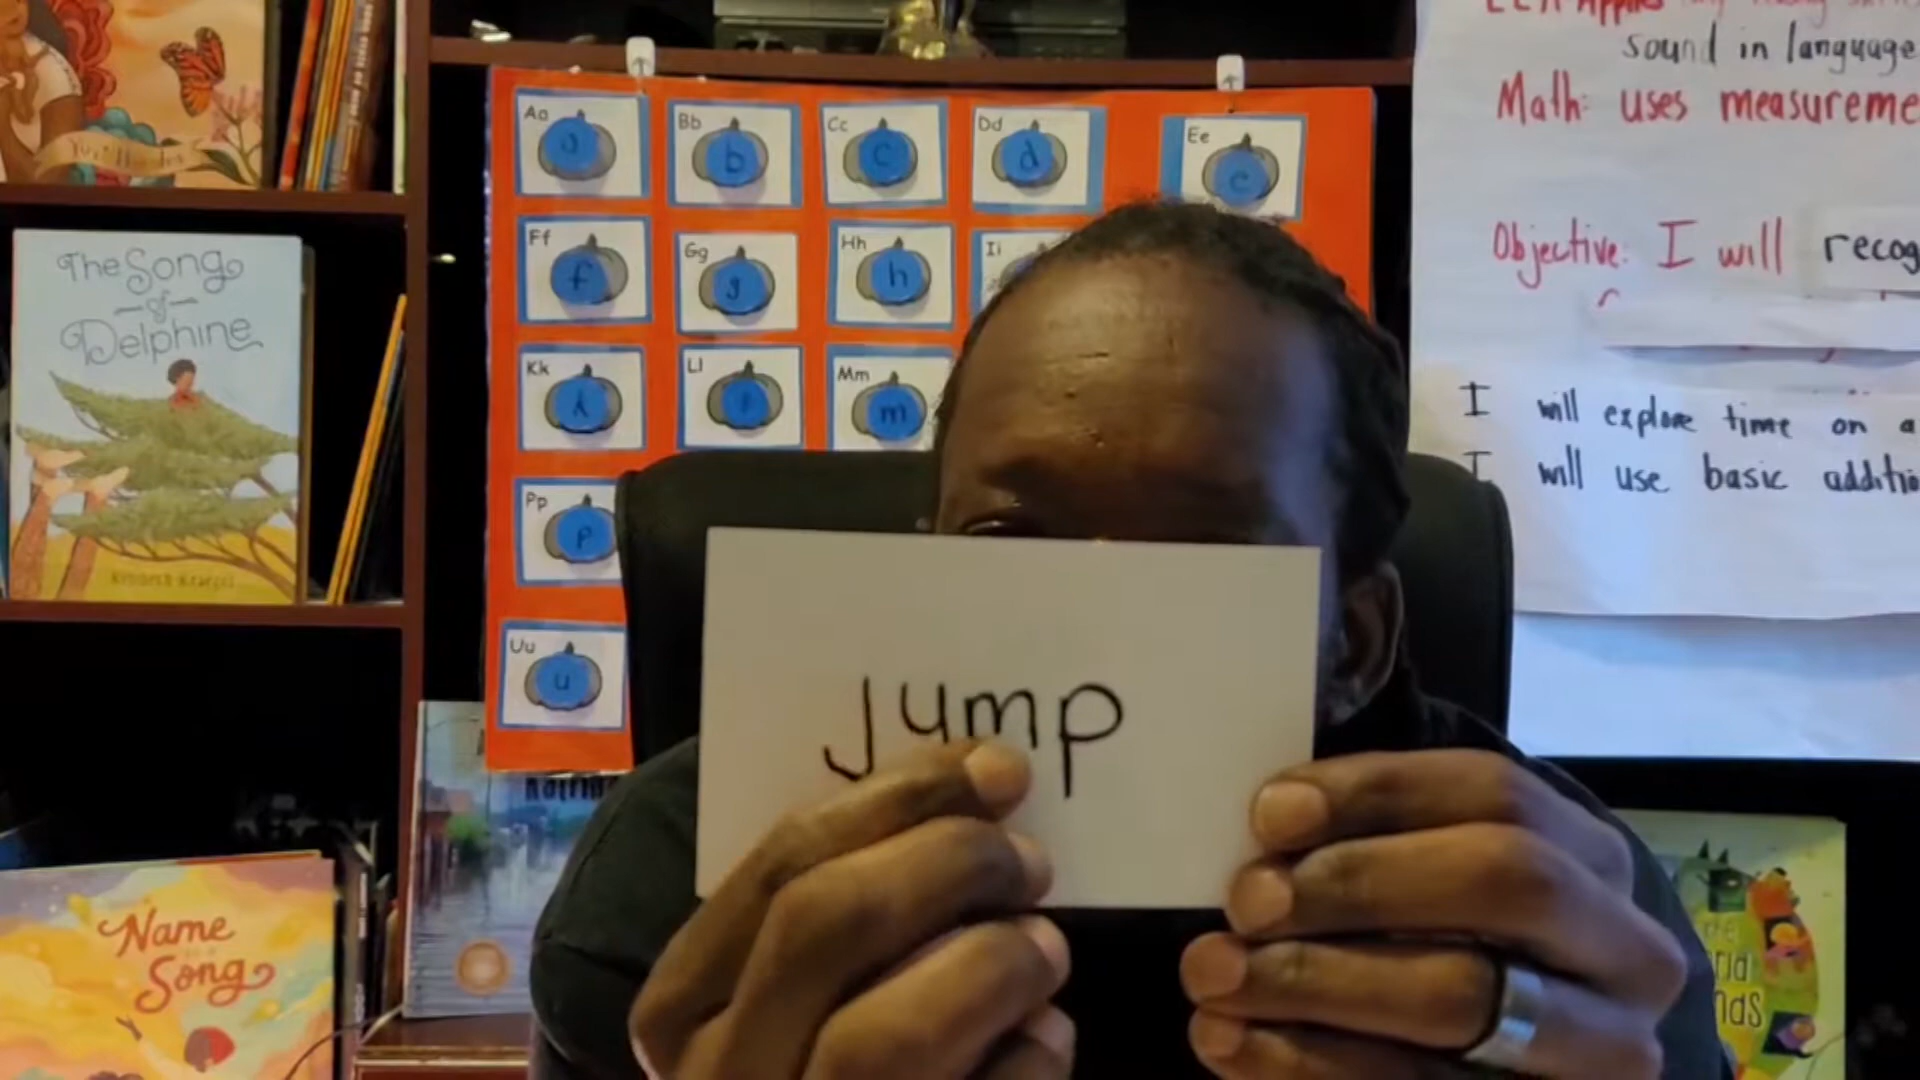 The Song
of
Delphine
Name
Song
Aa
a
Bb
b
Cc
c
Dd
d
Ee
e
Ff
f
Gg
g
Hh
h
Ii
Kk
k
Ll
l
Mm
m
Pp
p
Uu
u
sound in language
Math: uses measureme
Objective: I will recog
I will explore time on a
I will use basic additio
jump